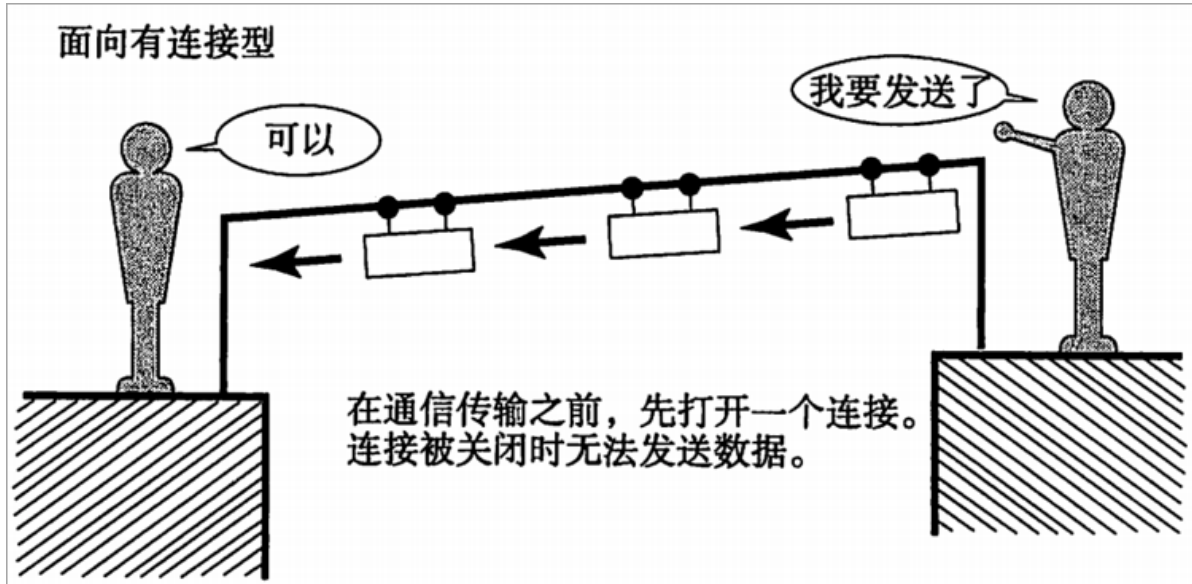 面向有连接型
我要发送了
可以
在通信传输之前，先打开一个连接。
连接被关闭时无法发送数据。